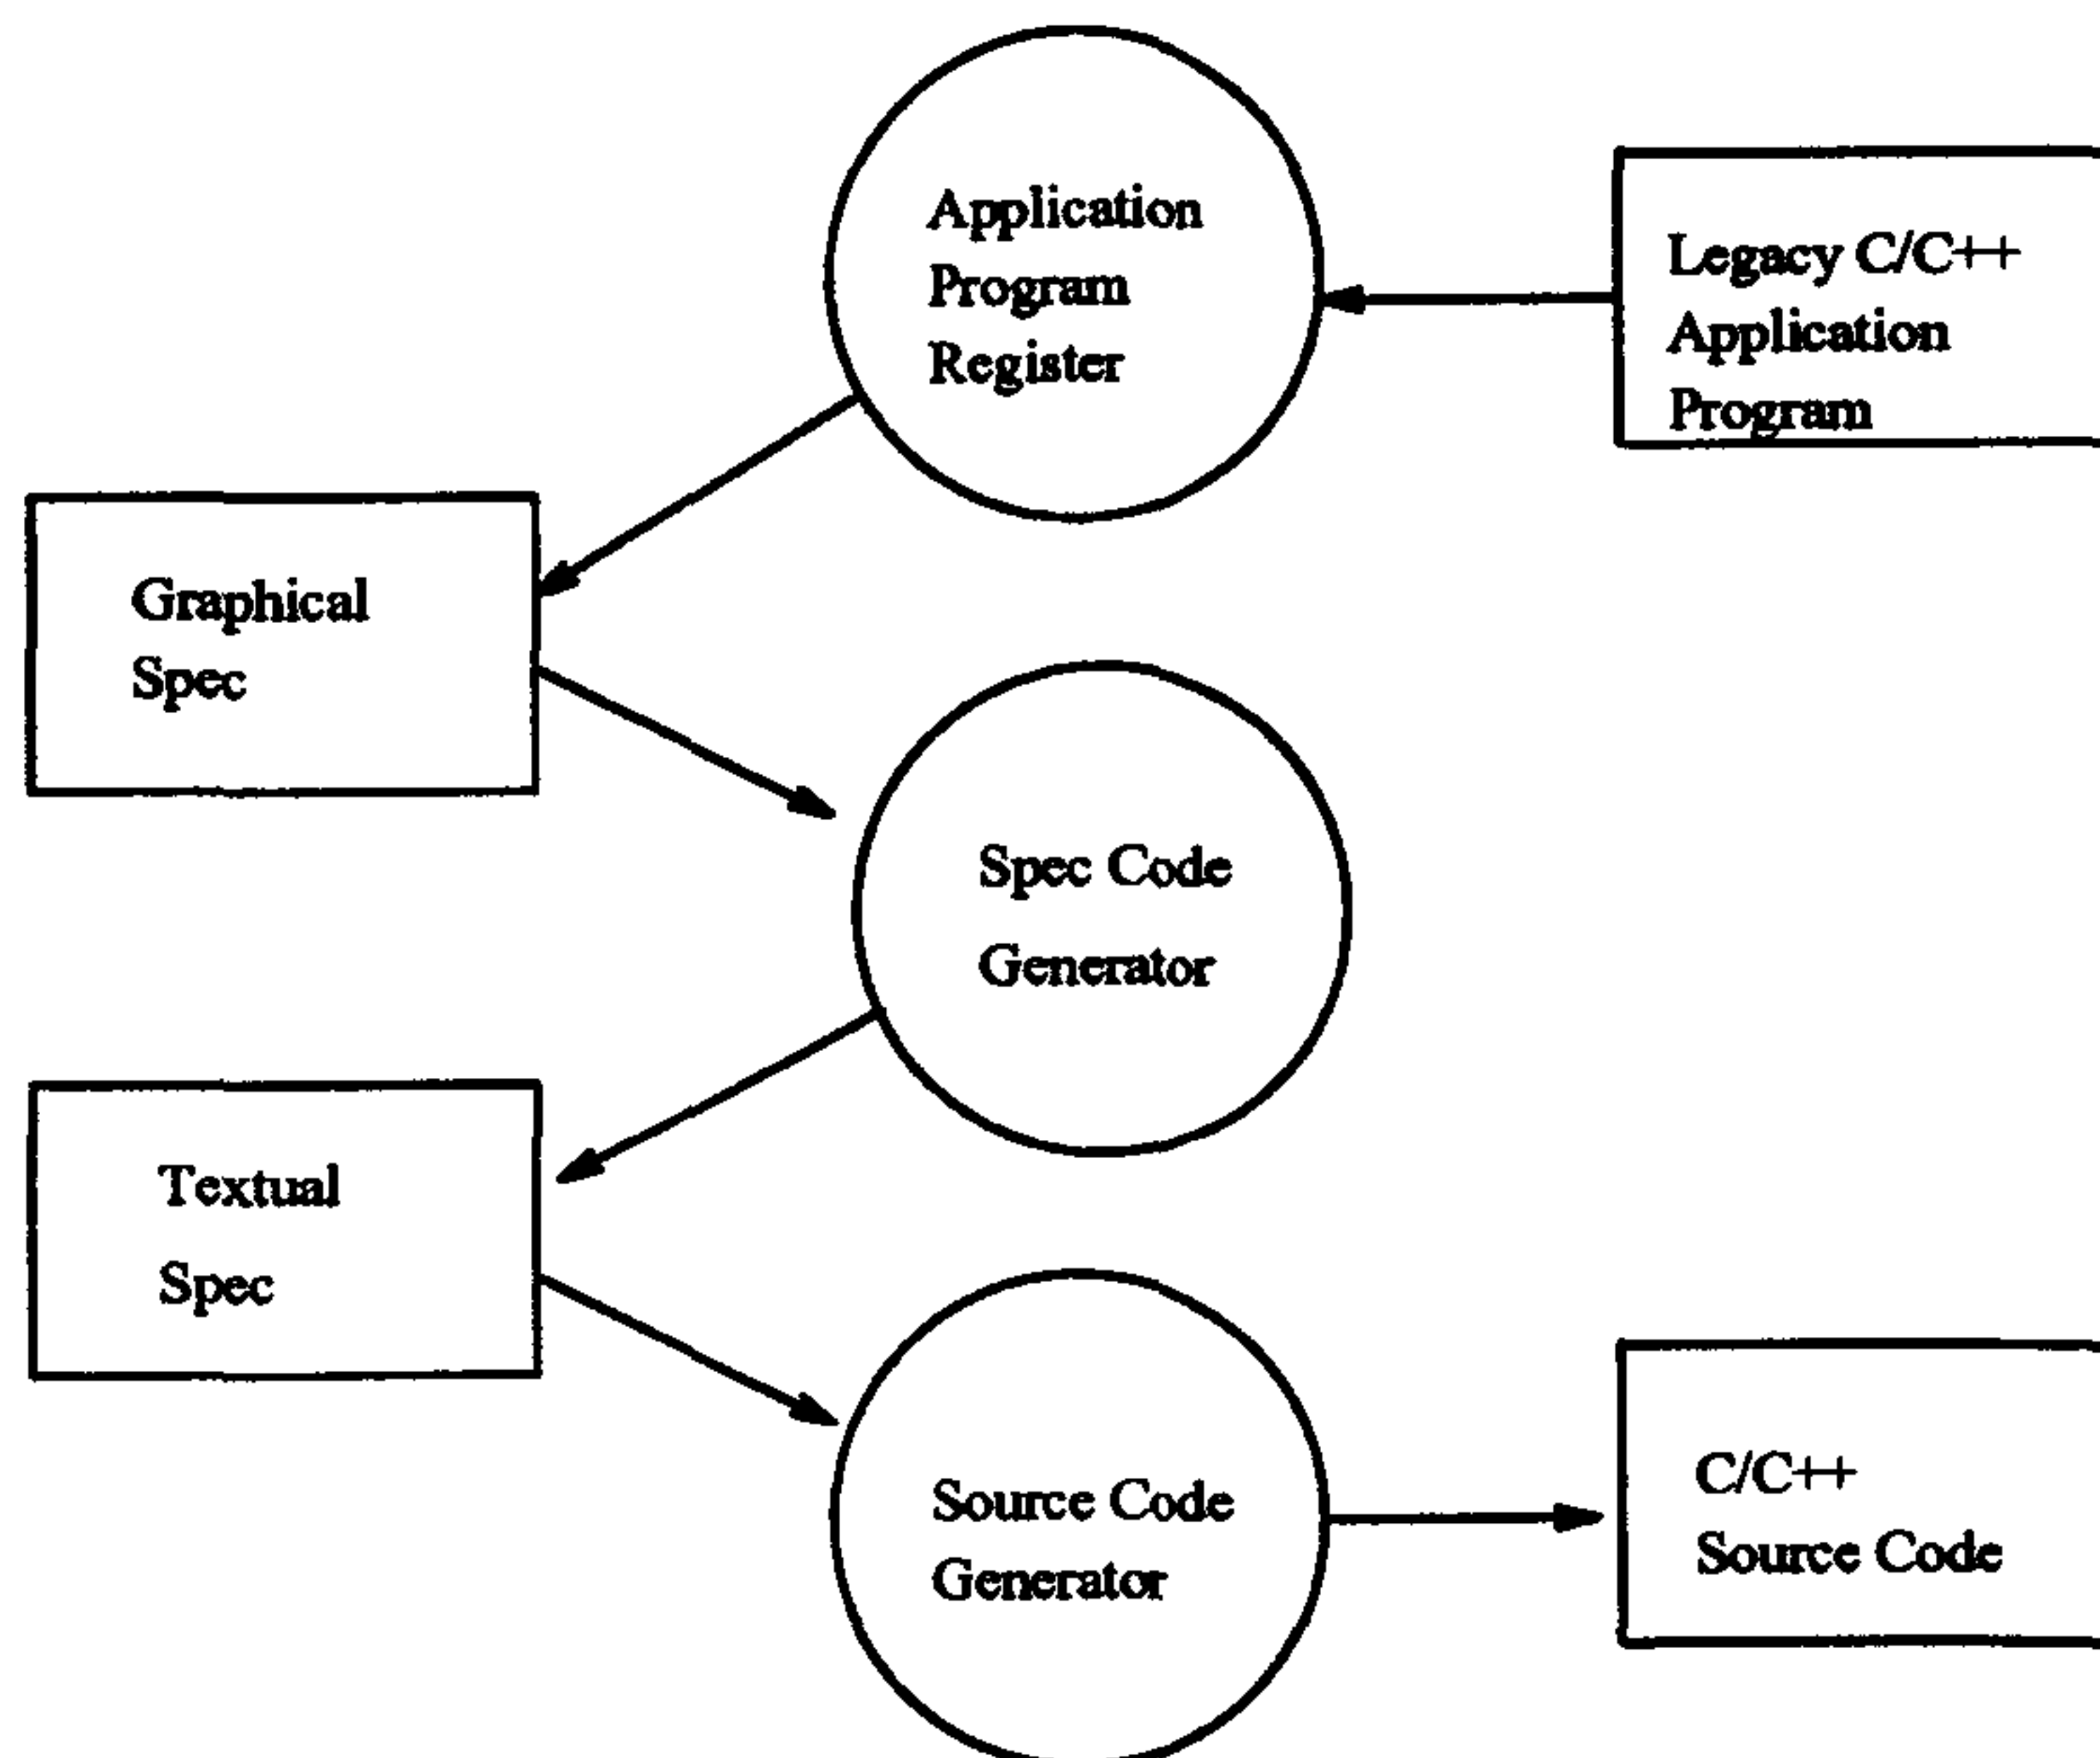 Application
Program
Register
Legacy C/C++
Application
Program
Graphical
Spec
Spec Code
Generator
Textual
Spec
Source Code
Generator
C/C++
Source Code